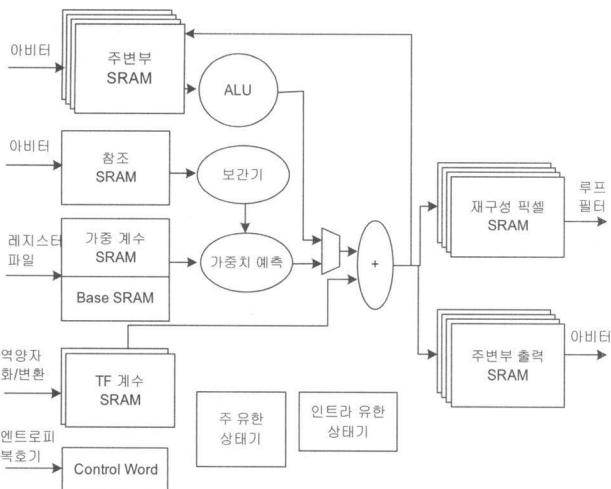 아비터
주변부
SRAM
ALU
아비터
참조
SRAM
보간기
레지스터
파일
가중 계수
SRAM
Base SRAM
가중치 예측
+
재구성 픽셀
SRAM
루프
필터
주변부 출력
SRAM
아비터
역양자
화/변환
TF 계수
SRAM
주 유한
상태기
인트라 유한
상태기
엔트로피
복호기
Control Word